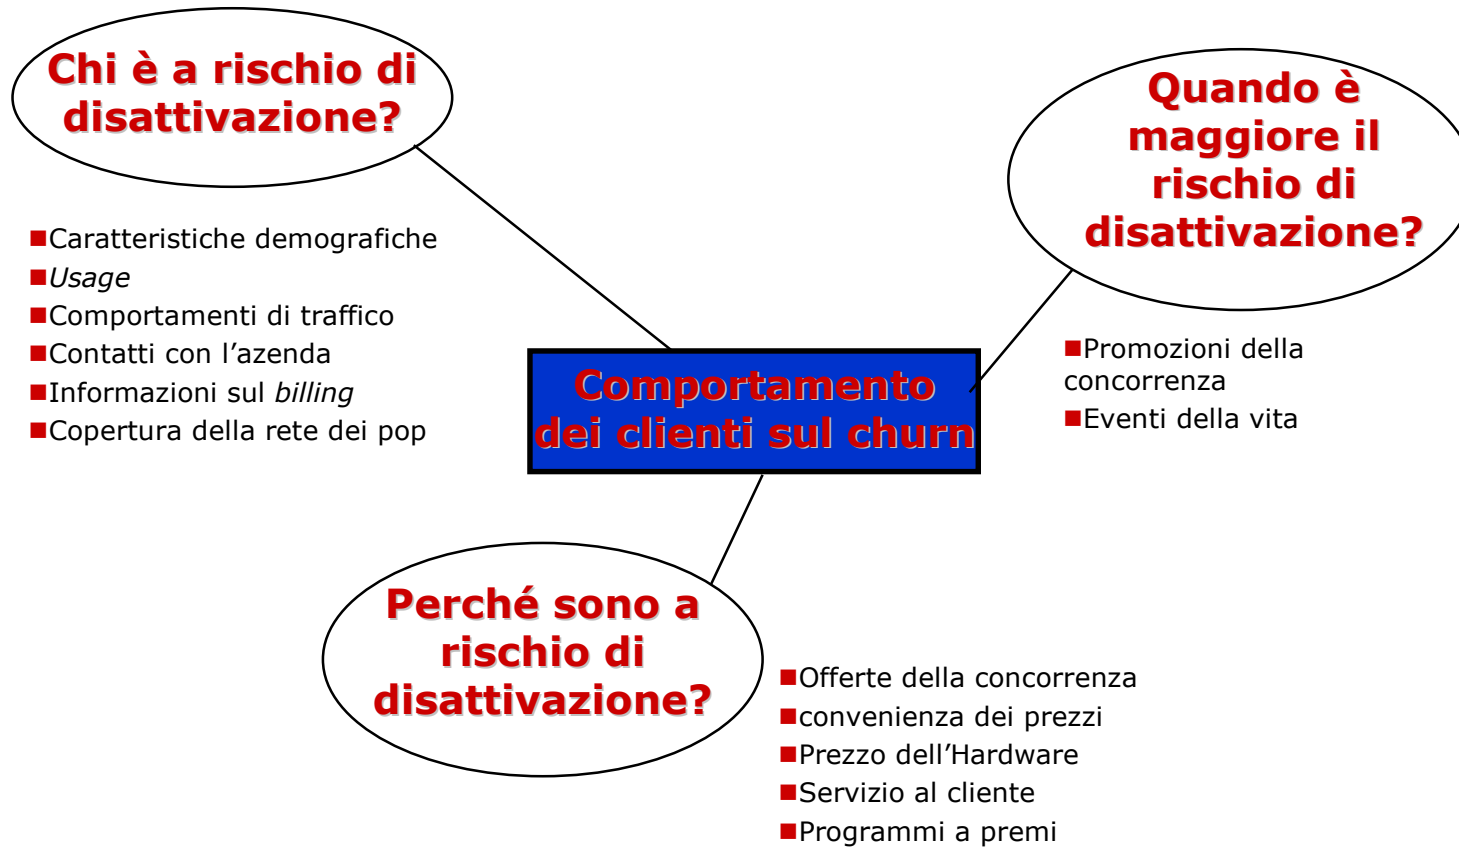 Chi è a rischio di
disattivazione?
■Caratteristiche demografiche
■Usage
■Comportamenti di traffico
■Contatti con l'azenda
■Informazioni sul billing
■Copertura della rete dei pop
Quando è
maggiore il
rischio di
disattivazione?
■Promozioni della
concorrenza
■Eventi della vita
Comportamento
dei clienti sul churn
Perché sono a
rischio di
disattivazione?
■Offerte della concorrenza
■convenienza dei prezzi
■Prezzo dell'Hardware
■Servizio al cliente
■Programmi a premi